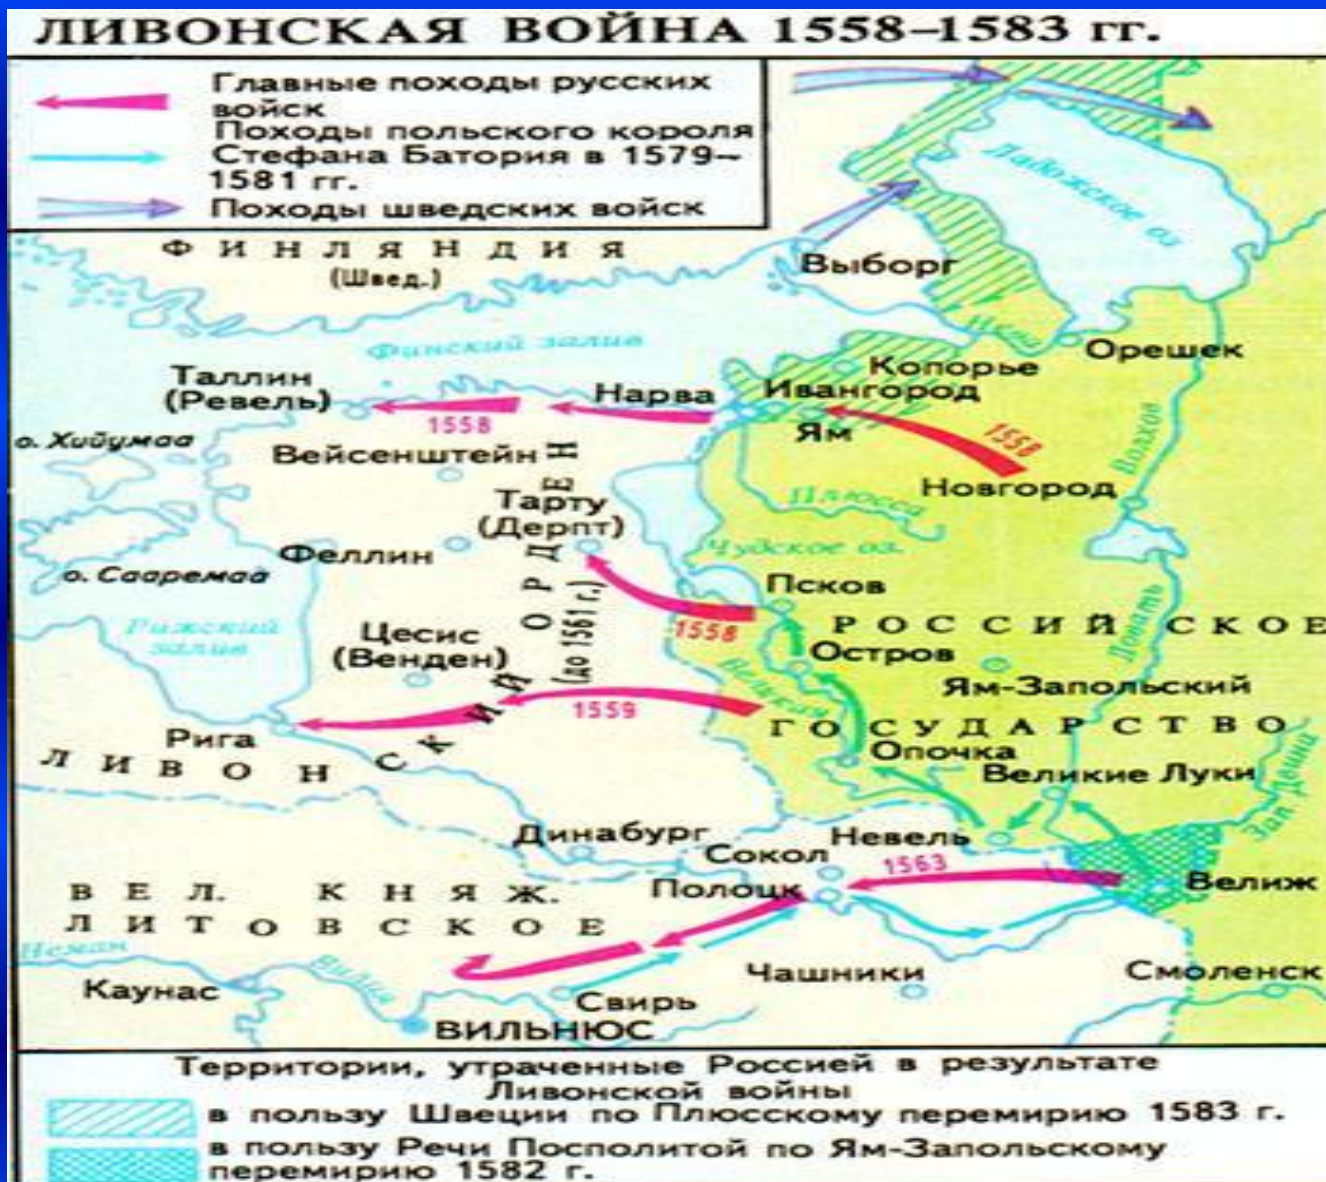 ЛИВОНСКАЯ ВОЙНА 1558–1583 гг.
Главные походы русских
войск
Походы польского короля
Стефана Батория в 1579–
1581 гг.
Походы шведских войск
ФИНЛЯНДИЯ
(Швед.)
Ладожское оз
Выборг
Финский залив
Нева
Орешек
Копорье
Таллин
(Ревель)
Нарва
Ивангород
1558
Ям
1558
о. Хийумаа
Вейсенштейн
Волхов
Новгород
Тарту
(Дерпт)
Плюсса
Чудское оз.
Феллин
о. Сааремаа
Псков
1558
РОССИЙСКОЕ
Рижский
залив
Цесис
(Венден)
(до 1561 г.)
Остров
Ловать
Великая
Ям-Запольский
1559
ГОСУДАРСТВО
Рига
ЛИВОНСКИЙ ОРДЕН
Опочка
Великие Луки
Зап Двина
Динабург
Невель
Сокол
1563
Полоцк
Велиж
ВЕЛ. КНЯЖ.
ЛИТОВСКОЕ
Неман
Вилия
Каунас
Чашники
Смоленск
Свирь
ВИЛЬНЮС
Территории, утраченные Россией в результате
Ливонской войны
в пользу Швеции по Плюсскому перемирию 1583 г.
в пользу Речи Посполитой по Ям-Запольскому
перемирию 1582 г.